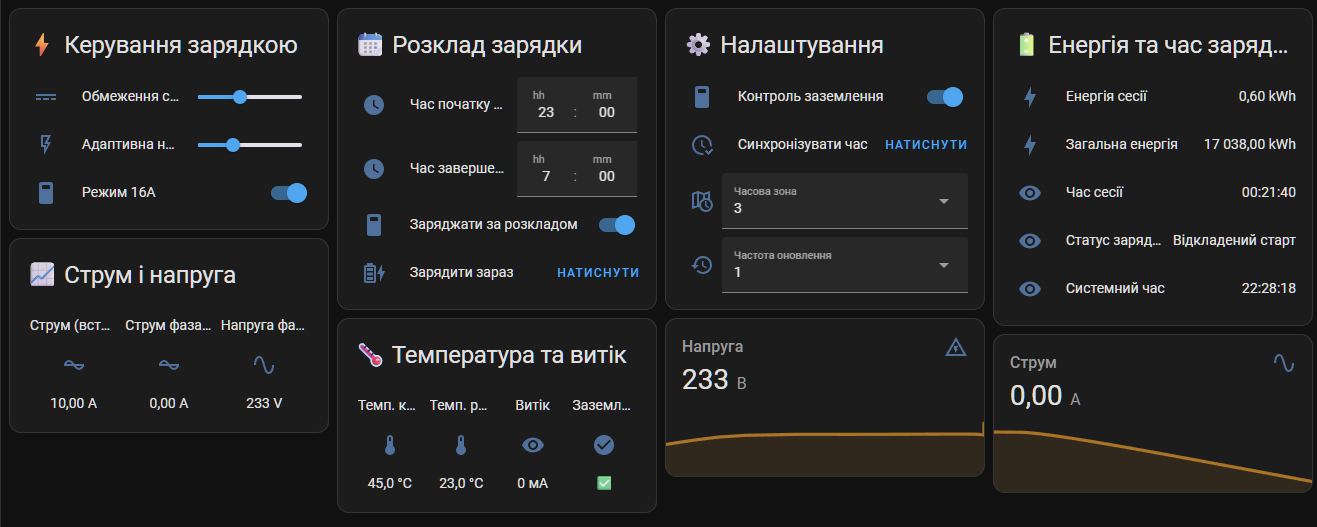 Керування зарядкою
Обмеження с...
Адаптивна н...
Режим 16А
Струм і напруга
Струм (вст... Струм фаза... Напруга фа...
10,00 A 0,00 A 233 V
Розклад зарядки
Час початку ...
hh mm
23 : 00
Час заверше...
hh mm
7 : 00
Заряджати за розкладом
Зарядити зараз НАТИСНУТИ
Температура та витік
Темп. к... Темп. р... Витік Заземл...
45,0 °C 23,0 °C 0 мА
Налаштування
Контроль заземлення
Синхронізувати час НАТИСНУТИ
Часова зона
3
Частота оновлення
1
Напруга
233 В
Енергія та час заряд...
Енергія сесії 0,60 kWh
Загальна енергія 17 038,00 kWh
Час сесії 00:21:40
Статус заряд... Відкладений старт
Системний час 22:28:18
Струм
0,00 А